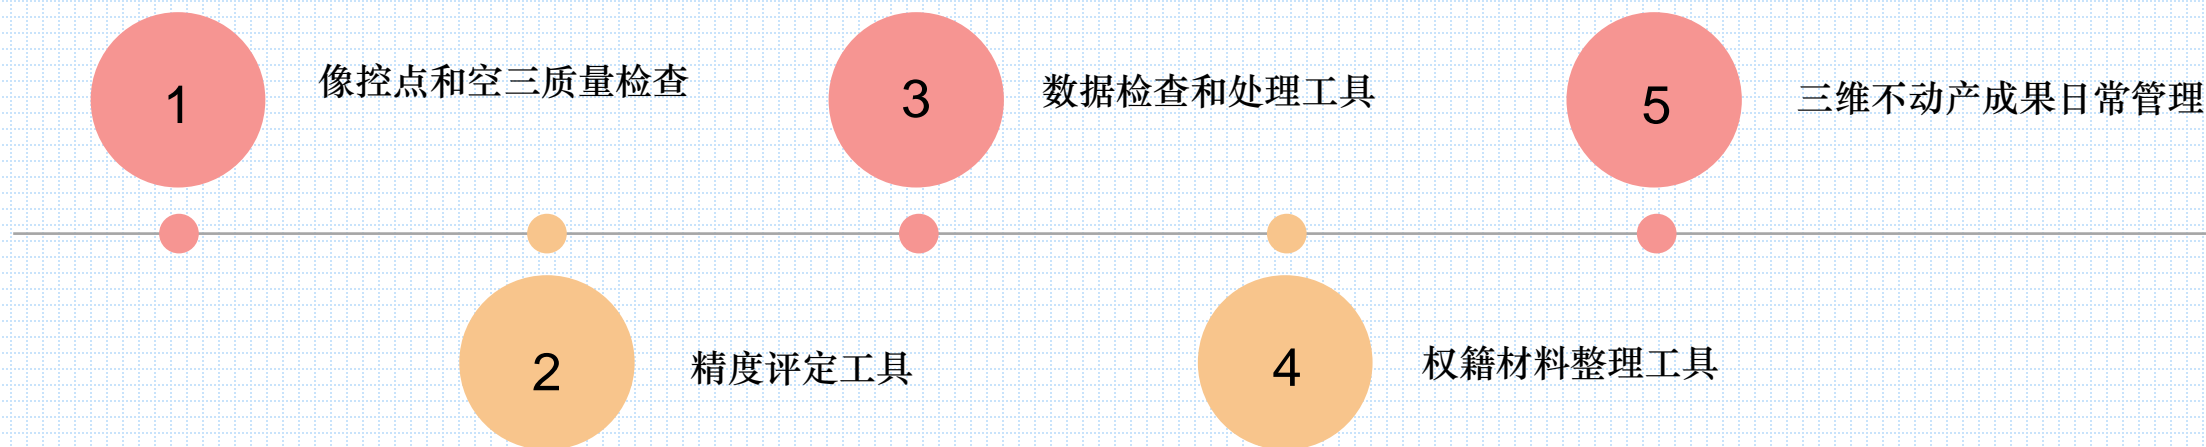 1
像控点和空三质量检查
2
精度评定工具
3
数据检查和处理工具
4
权籍材料整理工具
5
三维不动产成果日常管理